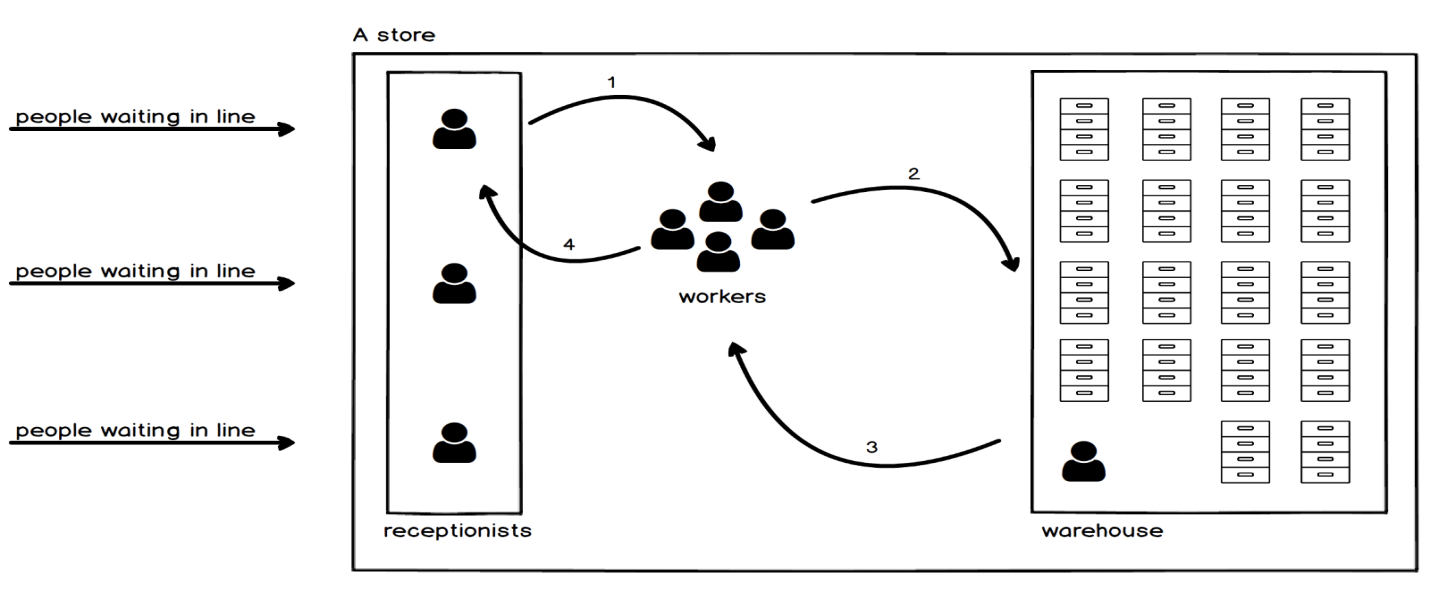 A store
people waiting in line
people waiting in line
people waiting in line
1
2
3
4
workers
receptionists
warehouse